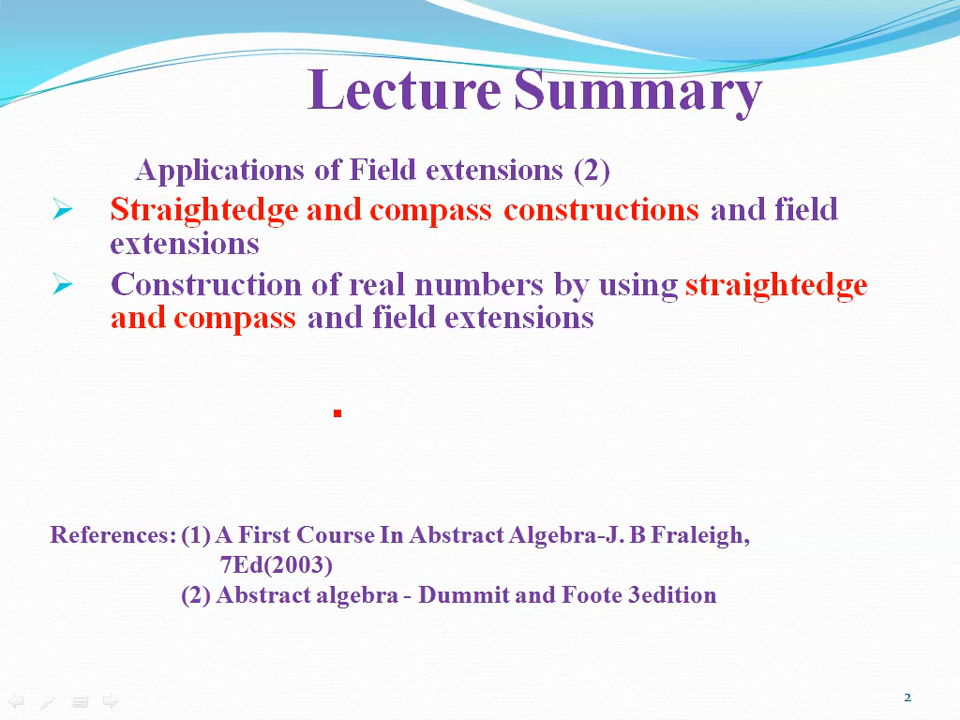 Lecture Summary
Applications of Field extensions (2)
Straightedge and compass constructions and field
extensions
Construction of real numbers by using straightedge
and compass and field extensions
References: (1) A First Course In Abstract Algebra-J. B Fraleigh,
7Ed(2003)
(2) Abstract algebra - Dummit and Foote 3edition
2